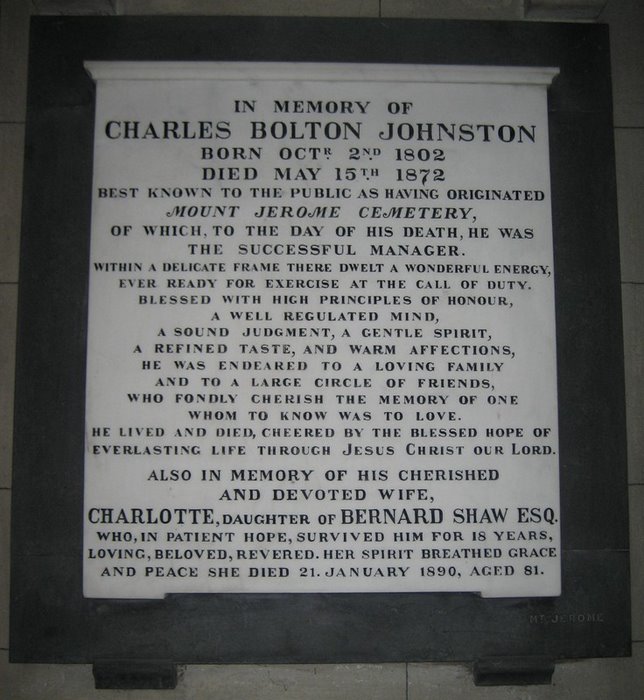 IN MEMORY OF
CHARLES BOLTON JOHNSTON
BORN OCTR 2ND 1802
DIED MAY 15TH 1872
BEST KNOWN TO THE PUBLIC AS HAVING ORIGINATED
MOUNT JEROME CEMETERY,
OF WHICH, TO THE DAY OF HIS DEATH, HE WAS
THE SUCCESSFUL MANAGER.
WITHIN A DELICATE FRAME THERE DWELT A WONDERFUL ENERGY,
EVER READY FOR EXERCISE AT THE CALL OF DUTY.
BLESSED WITH HIGH PRINCIPLES OF HONOUR,
A WELL REGULATED MIND,
A SOUND JUDGMENT, A GENTLE SPIRIT,
A REFINED TASTE, AND WARM AFFECTIONS,
HE WAS ENDEARED TO A LOVING FAMILY
AND TO A LARGE CIRCLE OF FRIENDS,
WHO FONDLY CHERISH THE MEMORY OF ONE
WHOM TO KNOW WAS TO LOVE.
HE LIVED AND DIED, CHEERED BY THE BLESSED HOPE OF
EVERLASTING LIFE THROUGH JESUS CHRIST OUR LORD.
ALSO IN MEMORY OF HIS CHERISHED
AND DEVOTED WIFE,
CHARLOTTE, DAUGHTER OF BERNARD SHAW ESQ.
WHO, IN PATIENT HOPE, SURVIVED HIM FOR 18 YEARS,
LOVING, BELOVED, REVERED. HER SPIRIT BREATHED GRACE
AND PEACE SHE DIED 21. JANUARY 1890, AGED 81.
MT. JEROME